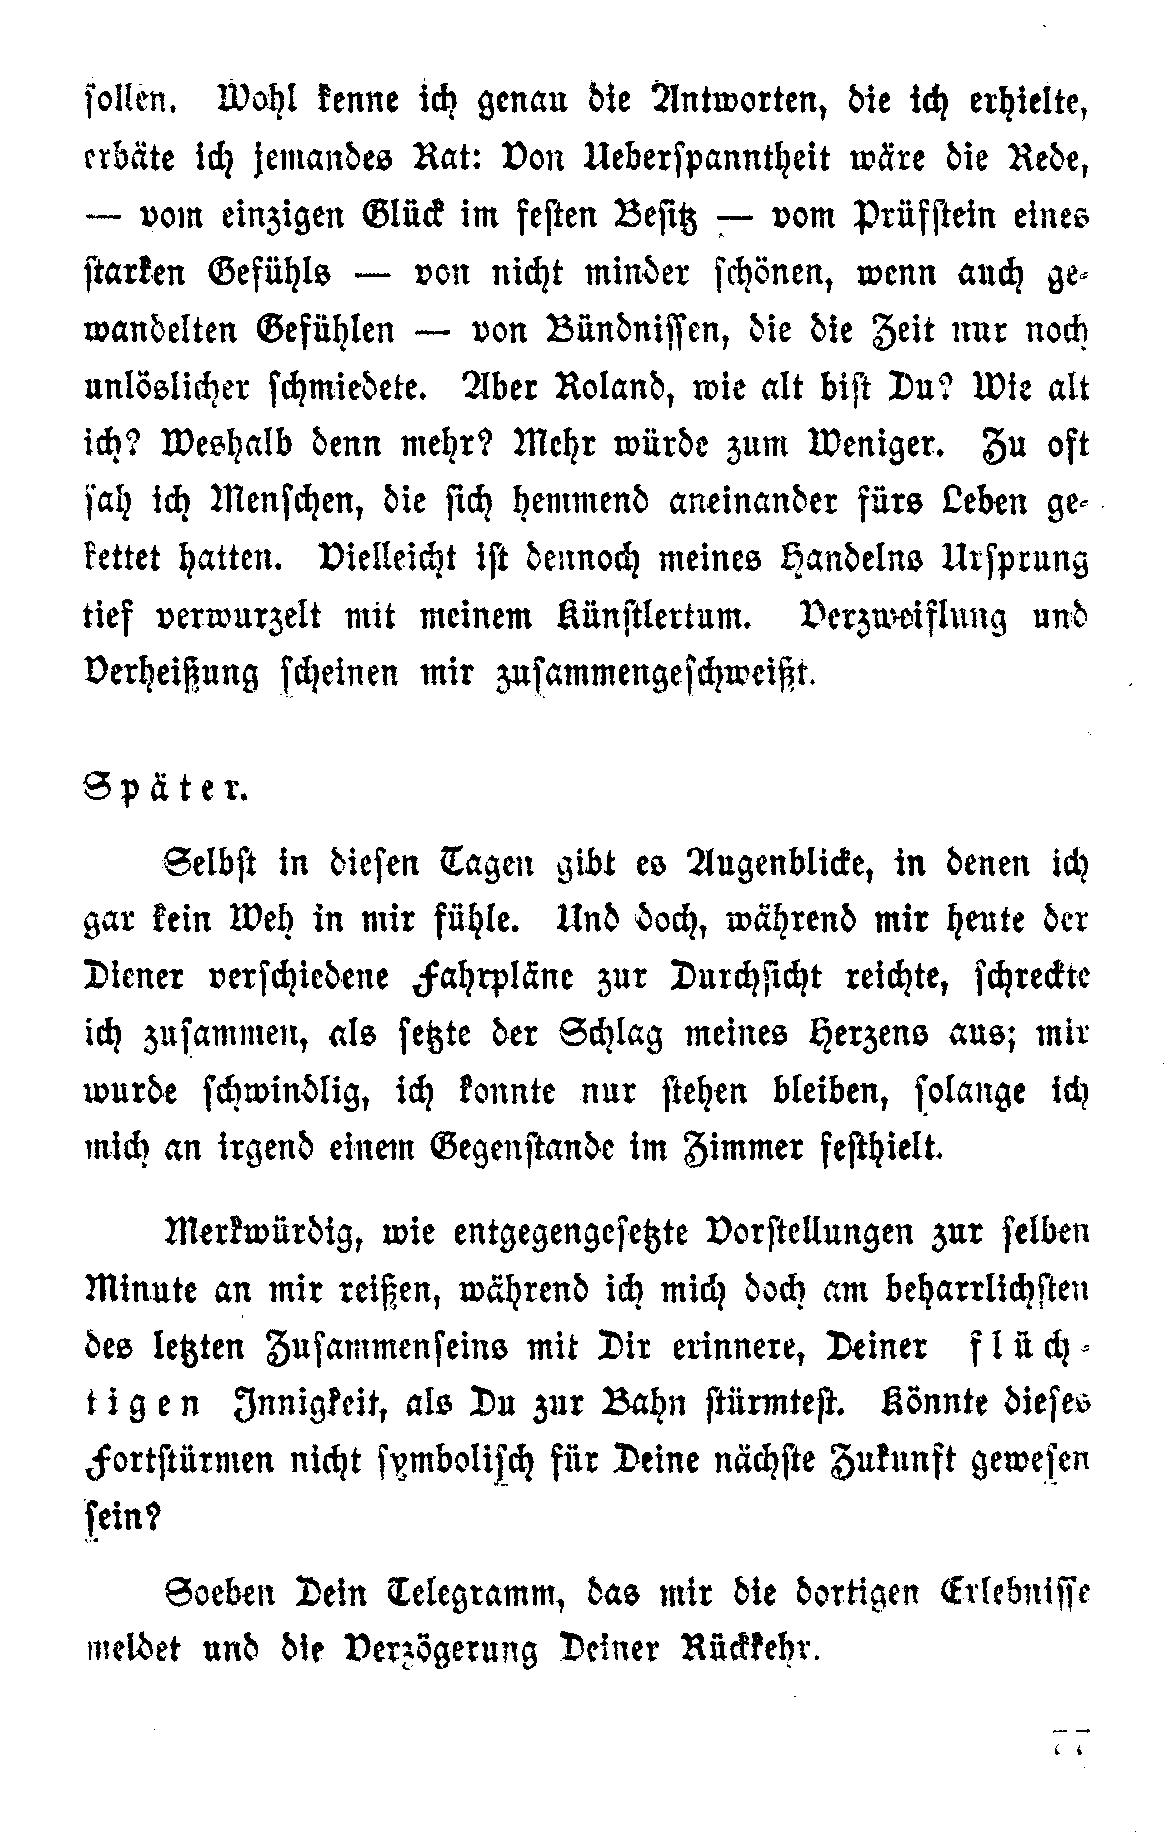 sollen. Wohl kenne ich genau die Antworten, die ich erhielte,
erbäte ich jemandes Rat: Von Ueberspanntheit wäre die Rede,
— vom einzigen Glück im festen Besitz — vom Prüfstein eines
starken Gefühls — von nicht minder schönen, wenn auch ge-
wandelten Gefühlen — von Bündnissen, die die Zeit nur noch
unlöslicher schmiedete. Aber Roland, wie alt bist Du? Wie alt
ich? Weshalb denn mehr? Mehr würde zum Weniger. Zu oft
sah ich Menschen, die sich hemmend aneinander fürs Leben ge-
kettet hatten. Vielleicht ist dennoch meines Handelns Ursprung
tief verwurzelt mit meinem Künstlertum. Verzweiflung und
Verheißung scheinen mir zusammengeschweißt.
Später.
Selbst in diesen Tagen gibt es Augenblicke, in denen ich
gar kein Weh in mir fühle. Und doch, während mir heute der
Diener verschiedene Fahrpläne zur Durchsicht reichte, schreckte
ich zusammen, als setzte der Schlag meines Herzens aus; mir
wurde schwindlig, ich konnte nur stehen bleiben, solange ich
mich an irgend einem Gegenstande im Zimmer festhielt.
Merkwürdig, wie entgegengesetzte Vorstellungen zur selben
Minute an mir reißen, während ich mich doch am beharrlichsten
des letzten Zusammenseins mit Dir erinnere, Deiner flüch-
tigen Innigkeit, als Du zur Bahn stürmtest. Könnte dieses
Fortstürmen nicht symbolisch für Deine nächste Zukunft gewesen
sein?
Soeben Dein Telegramm, das mir die dortigen Erlebnisse
meldet und die Verzögerung Deiner Rückkehr.
77